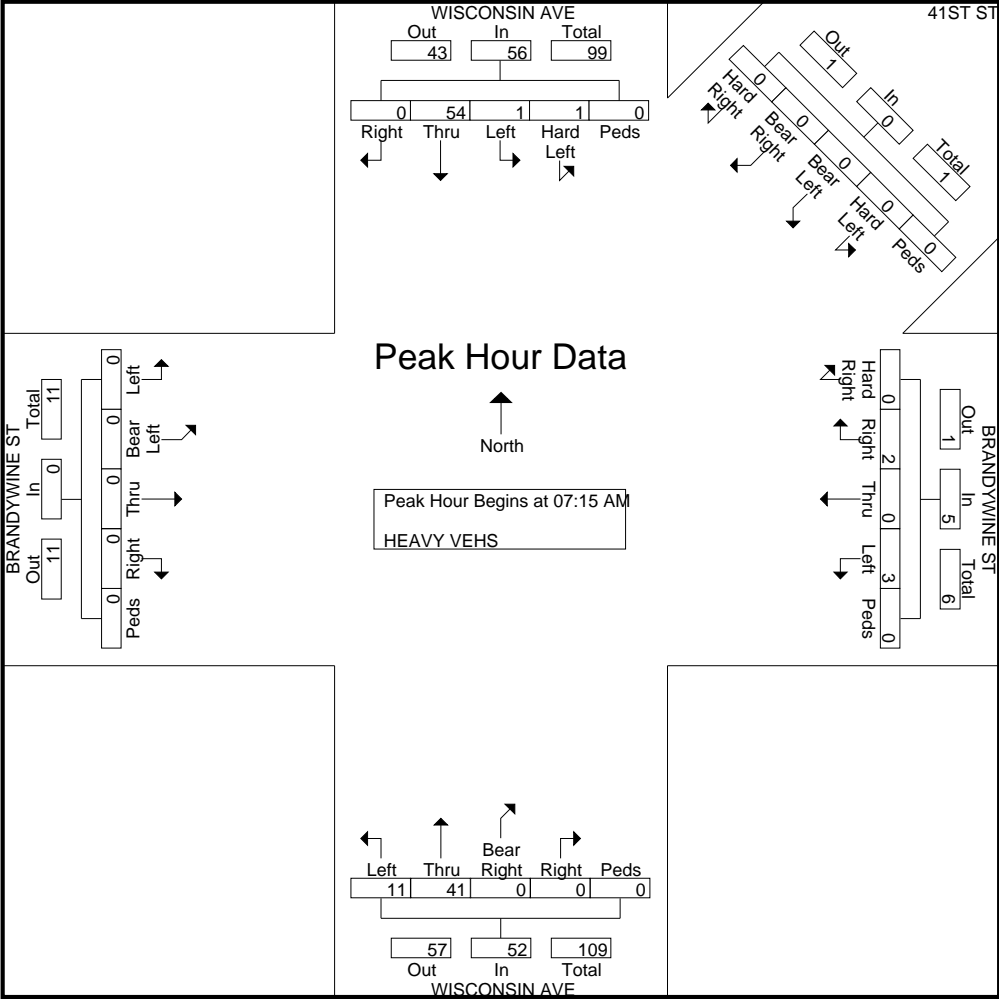 WISCONSIN AVE
Out In Total
43 56 99
0 54 1 1 0
Right Thru Left Hard Left Peds
41ST ST
Out In Total
1 0 1
0 0 0 0 0
Hard Right Bear Right Bear Left Hard Left Peds
Peak Hour Data
North
Peak Hour Begins at 07:15 AM
HEAVY VEHS
BRANDYWINE ST
Total In Out
11 0 11
0 0 0 0 0
Left Bear Left Thru Right Peds
BRANDYWINE ST
Out In Total
1 5 6
0 2 0 3 0
Hard Right Right Thru Left Peds
Left Thru Bear Right Right Peds
11 41 0 0 0
57 52 109
Out In Total
WISCONSIN AVE